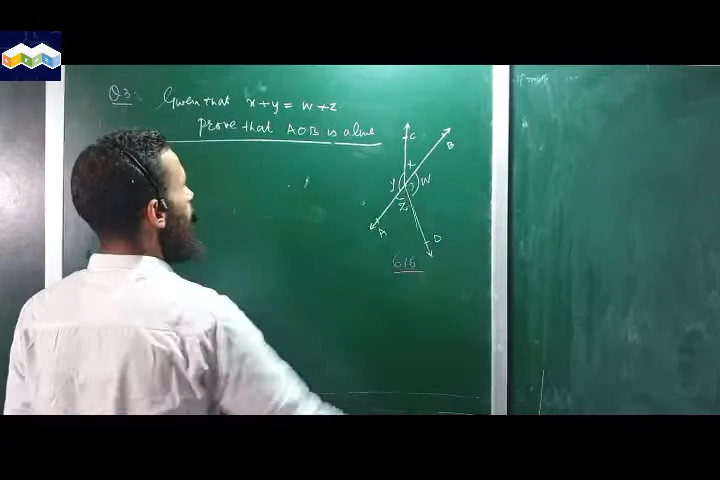 Q3. Given that x+y = w+z
prove that AOB is a line
C
B
x
y
W
Z
A
D
6.16